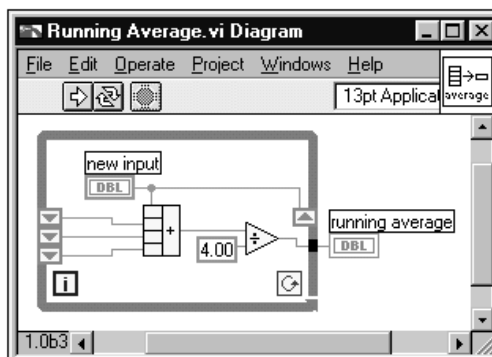 Running Average.vi Diagram
File Edit Operate Project Windows Help
13pt Applicat
average
new input
DBL
running average
DBL
+
4.00
÷
i
1.0b3